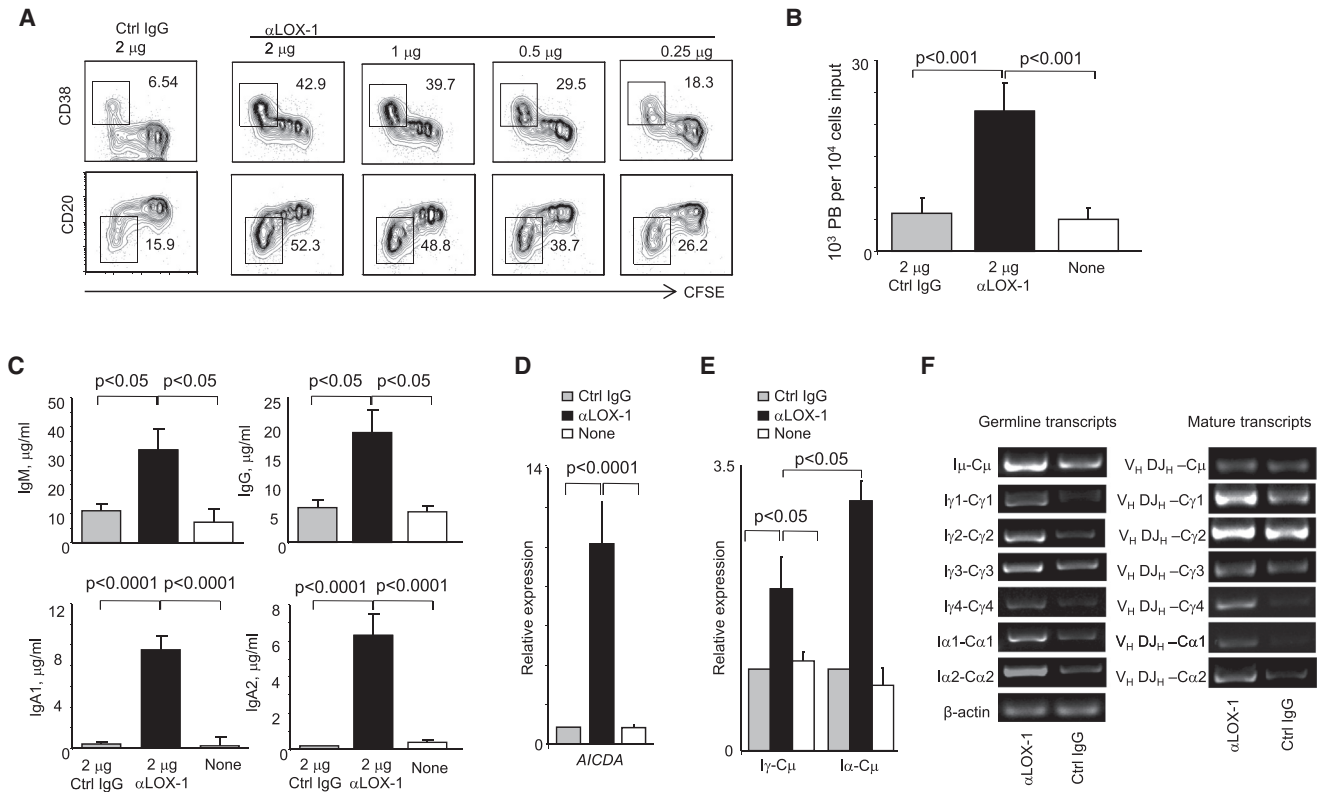 A
Ctrl IgG
2 μg
αLOX-1
2 μg
1 μg
0.5 μg
0.25 μg
CD38
6.54
42.9
39.7
29.5
18.3
CD20
15.9
52.3
48.8
38.7
26.2
CFSE
B
p<0.001
p<0.001
10³ PB per 10⁴ cells input
30
0
2 μg
Ctrl IgG
2 μg
αLOX-1
None
C
p<0.05
p<0.05
IgM, μg/ml
50
40
30
20
10
0
p<0.05
p<0.05
IgG, μg/ml
25
20
15
10
5
0
p<0.0001
p<0.0001
IgA1, μg/ml
12
8
4
0
2 μg
Ctrl IgG
2 μg
αLOX-1
None
p<0.0001
p<0.0001
IgA2, μg/ml
8
6
4
2
0
2 μg
Ctrl IgG
2 μg
αLOX-1
None
D
Ctrl IgG
αLOX-1
None
p<0.0001
Relative expression
14
0
AICDA
E
Ctrl IgG
αLOX-1
None
p<0.05
p<0.05
Relative expression
3.5
0
Iγ-Cμ
Iα-Cμ
F
Germline transcripts
Iμ-Cμ
Iγ1-Cγ1
Iγ2-Cγ2
Iγ3-Cγ3
Iγ4-Cγ4
Iα1-Cα1
Iα2-Cα2
β-actin
αLOX-1
Ctrl IgG
Mature transcripts
V_H DJ_H –Cμ
V_H DJ_H –Cγ1
V_H DJ_H –Cγ2
V_H DJ_H –Cγ3
V_H DJ_H –Cγ4
V_H DJ_H –Cα1
V_H DJ_H –Cα2
αLOX-1
Ctrl IgG